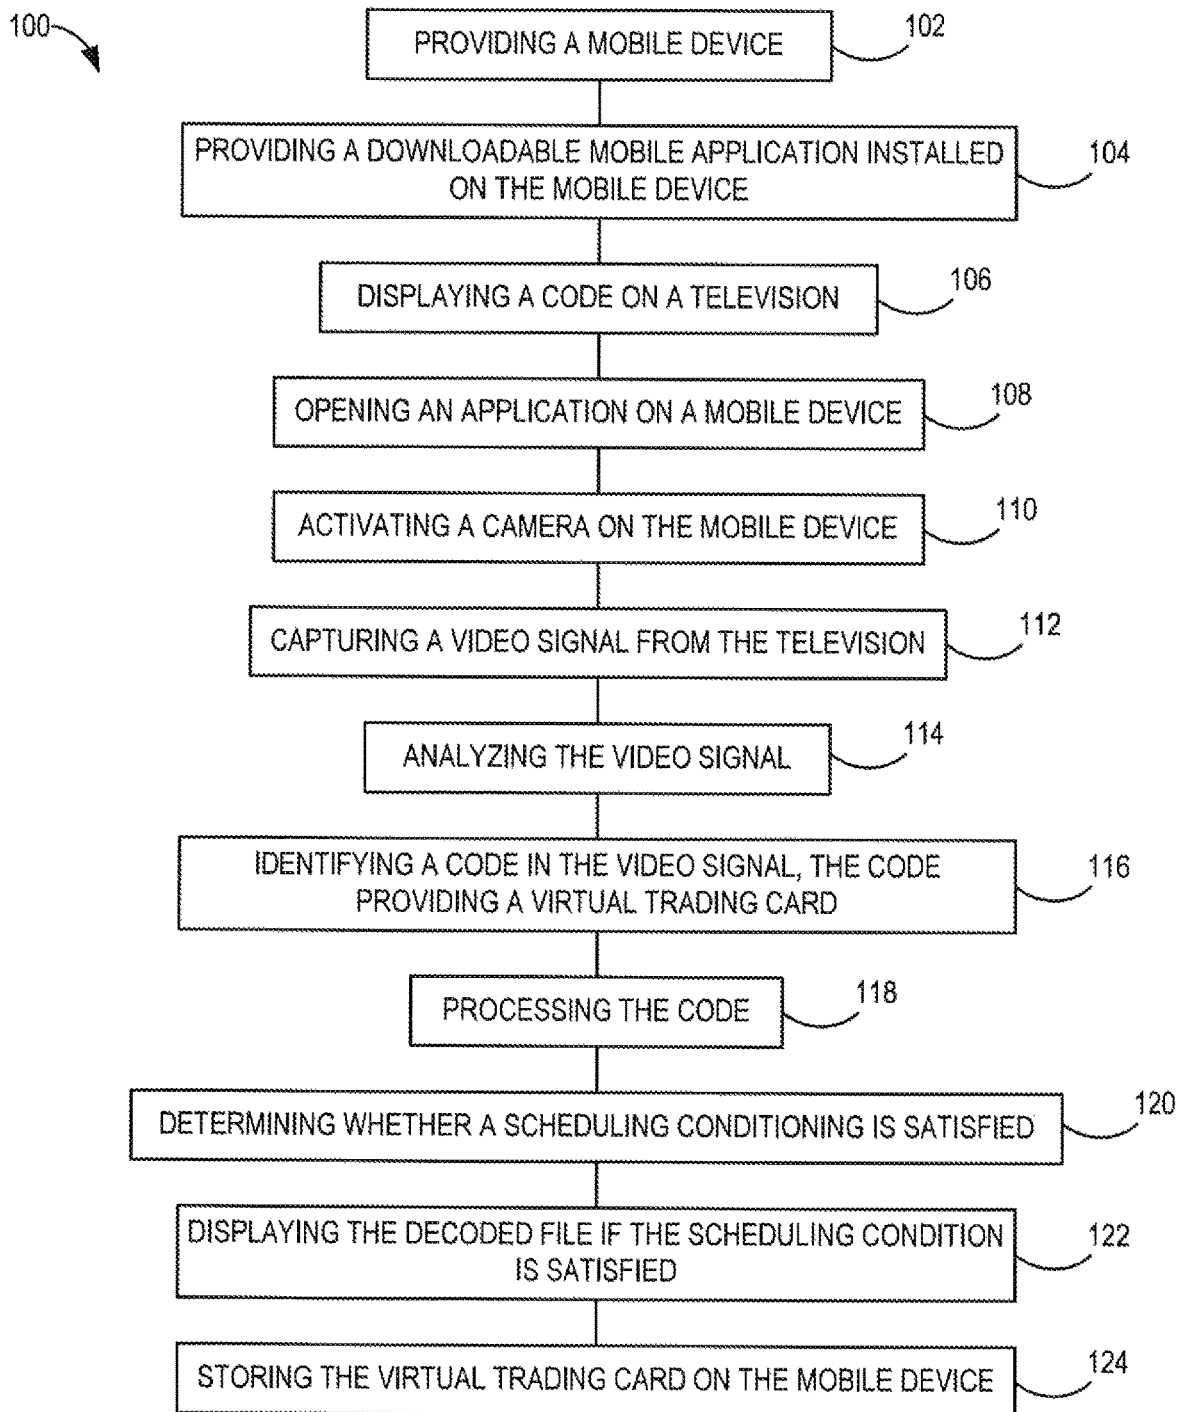 100
PROVIDING A MOBILE DEVICE
102
PROVIDING A DOWNLOADABLE MOBILE APPLICATION INSTALLED
ON THE MOBILE DEVICE
104
DISPLAYING A CODE ON A TELEVISION
106
OPENING AN APPLICATION ON A MOBILE DEVICE
108
ACTIVATING A CAMERA ON THE MOBILE DEVICE
110
CAPTURING A VIDEO SIGNAL FROM THE TELEVISION
112
ANALYZING THE VIDEO SIGNAL
114
IDENTIFYING A CODE IN THE VIDEO SIGNAL, THE CODE
PROVIDING A VIRTUAL TRADING CARD
116
PROCESSING THE CODE
118
DETERMINING WHETHER A SCHEDULING CONDITIONING IS SATISFIED
120
DISPLAYING THE DECODED FILE IF THE SCHEDULING CONDITION
IS SATISFIED
122
STORING THE VIRTUAL TRADING CARD ON THE MOBILE DEVICE
124